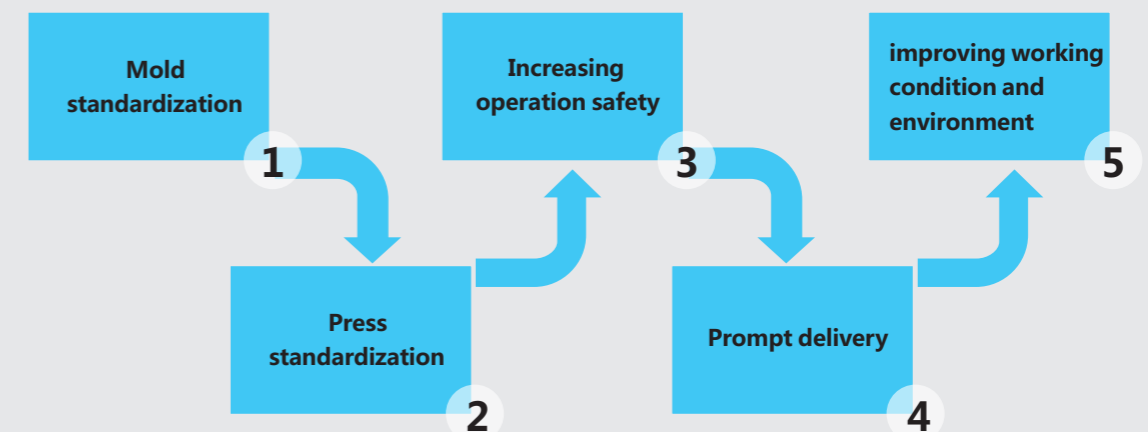 Mold
standardization
1
Press
standardization
2
Increasing
operation safety
3
Prompt delivery
4
improving working
condition and
environment
5